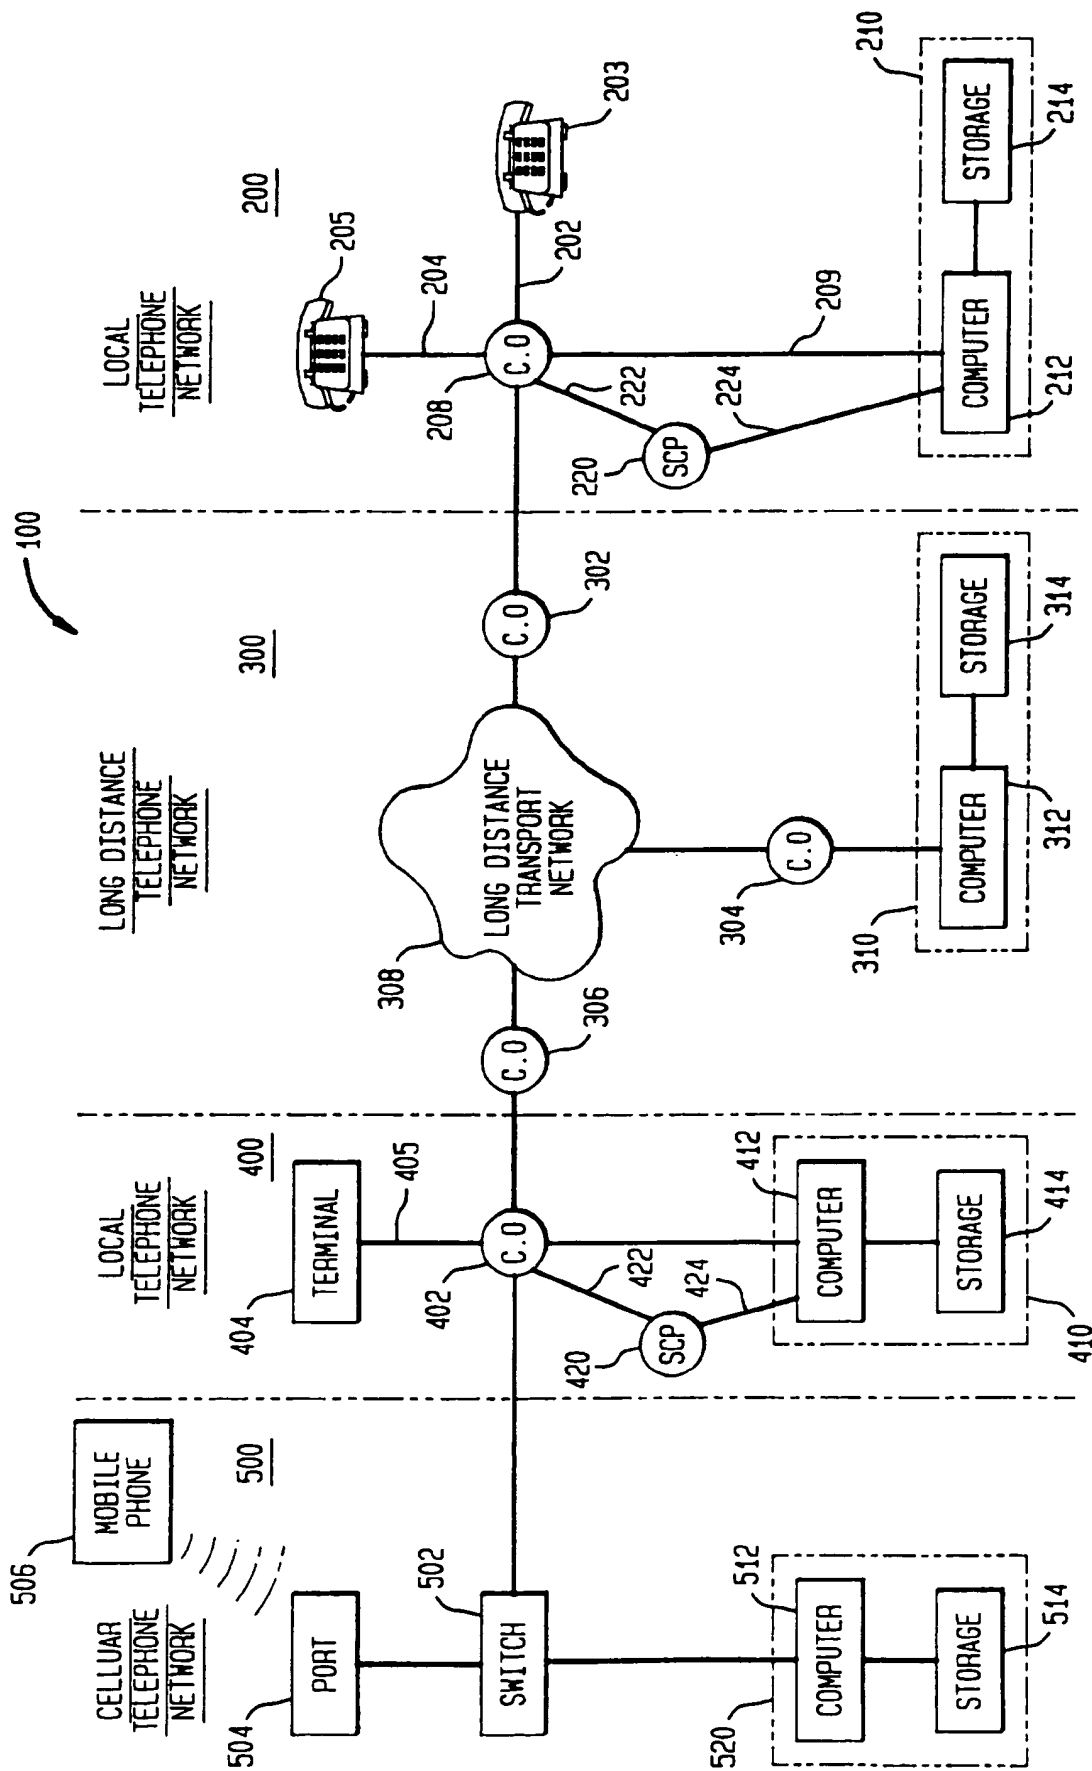 100
CELLUAR
TELEPHONE
NETWORK
LOCAL
TELEPHONE
NETWORK
LONG DISTANCE
TELEPHONE
NETWORK
LOCAL
TELEPHONE
NETWORK
500
400
300
200
506
MOBILE
PHONE
504
PORT
502
SWITCH
520
512
COMPUTER
STORAGE
514
404
TERMINAL
405
402
C.O
422
420
SCP
424
412
COMPUTER
STORAGE
414
410
C.O
306
308
LONG DISTANCE
TRANSPORT
NETWORK
C.O
302
304
C.O
310
COMPUTER
312
STORAGE
314
205
204
203
202
208
C.O
222
220
SCP
224
209
210
COMPUTER
212
STORAGE
214